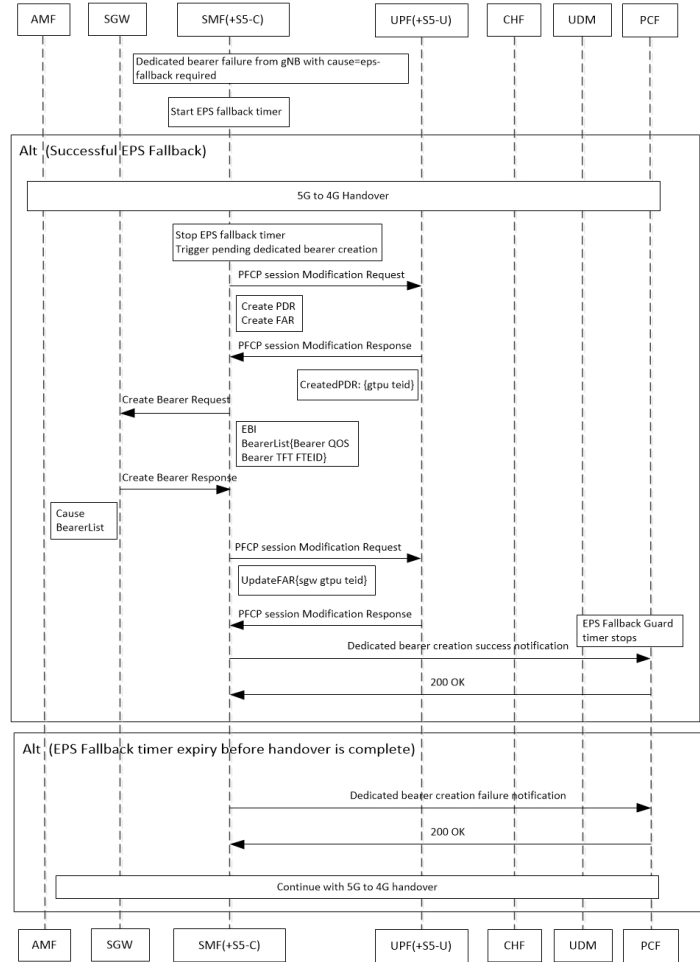 AMF
SGW
SMF(+S5-C)
UPF(+S5-U)
CHF
UDM
PCF
Dedicated bearer failure from gNB with cause=eps-
fallback required
Start EPS fallback timer
Alt (Successful EPS Fallback)
5G to 4G Handover
Stop EPS fallback timer
Trigger pending dedicated bearer creation
PFCP session Modification Request
Create PDR
Create FAR
PFCP session Modification Response
CreatedPDR: {gtpu teid}
Create Bearer Request
EBI
BearerList{Bearer QOS
Bearer TFT FTEID}
Create Bearer Response
Cause
BearerList
PFCP session Modification Request
UpdateFAR{sgw gtpu teid}
PFCP session Modification Response
EPS Fallback Guard
timer stops
Dedicated bearer creation success notification
200 OK
Alt (EPS Fallback timer expiry before handover is complete)
Dedicated bearer creation failure notification
200 OK
Continue with 5G to 4G handover
AMF
SGW
SMF(+S5-C)
UPF(+S5-U)
CHF
UDM
PCF